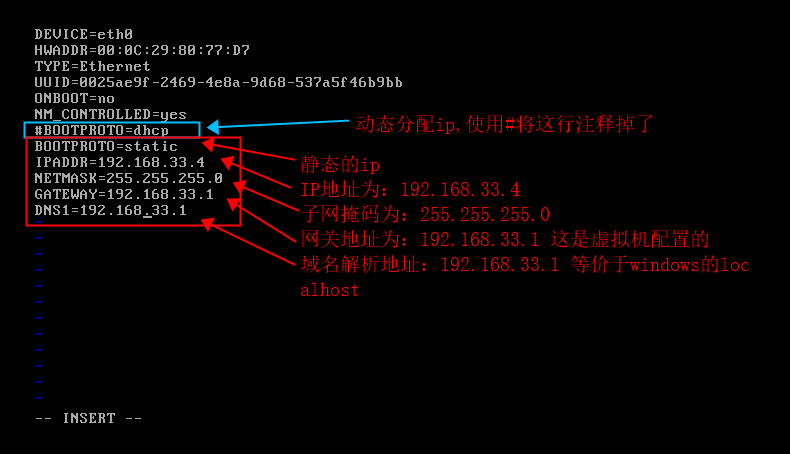 DEVICE=eth0
HWADDR=00:0C:29:80:77:D7
TYPE=Ethernet
UUID=0025ae9f-2469-4e8a-9d68-537a5f46b9bb
ONBOOT=no
NM_CONTROLLED=yes
#BOOTPROTO=dhcp
动态分配ip,使用#将这行注释掉了
BOOTPROTO=static
静态的ip
IPADDR=192.168.33.4
IP地址为：192.168.33.4
NETMASK=255.255.255.0
子网掩码为：255.255.255.0
GATEWAY=192.168.33.1
网关地址为：192.168.33.1 这是虚拟机配置的
DNS1=192.168.33.1
域名解析地址：192.168.33.1 等价于windows的loc
alhost
~
~
~
~
~
~
~
~
~
~
~
~
-- INSERT --